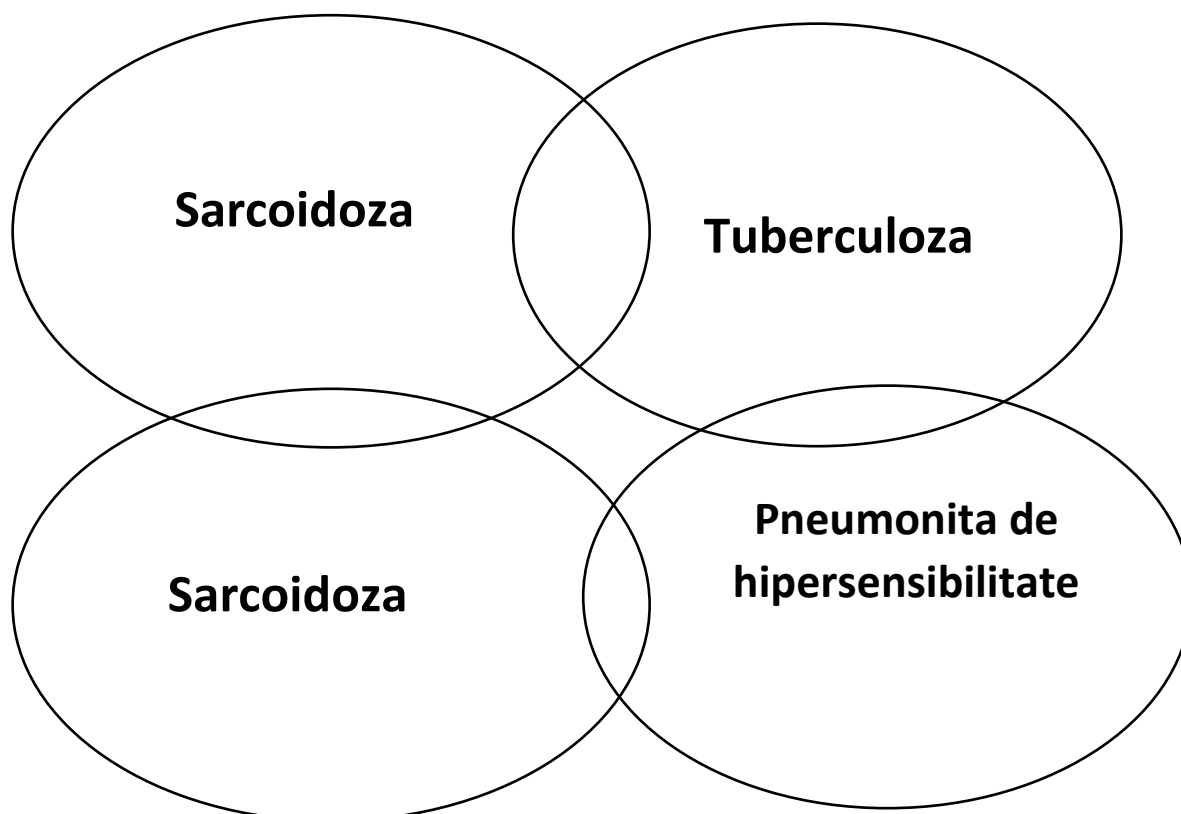 Sarcoidoza
Tuberculoza
Sarcoidoza
Pneumonita de
hipersensibilitate